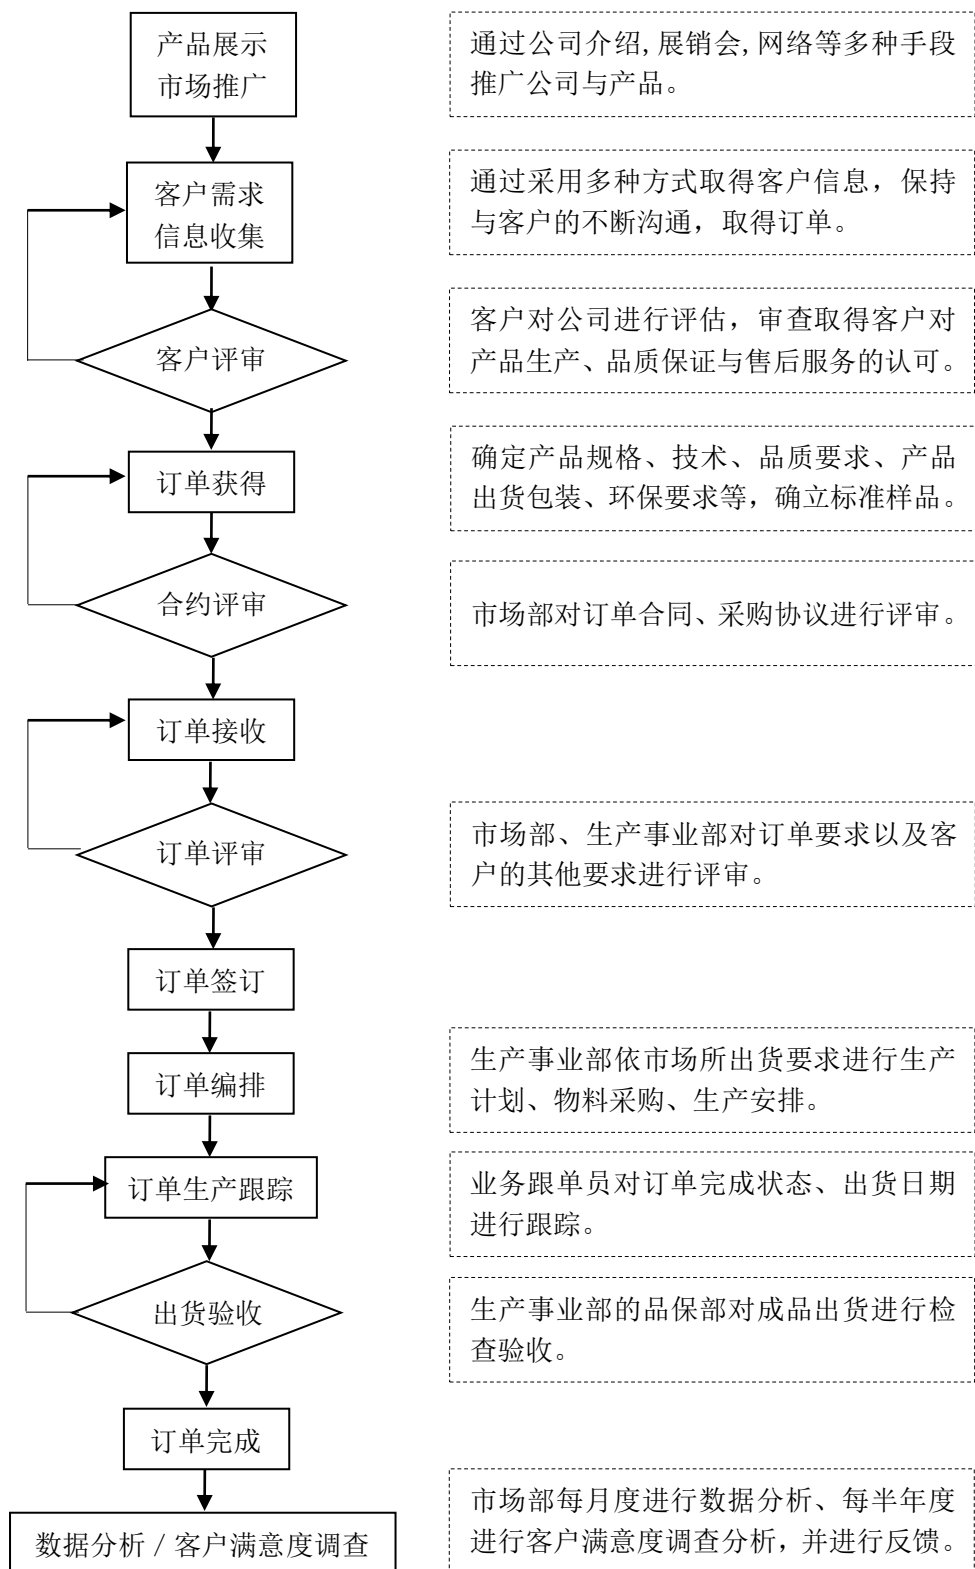 产品展示
市场推广
通过公司介绍,展销会,网络等多种手段
推广公司与产品。
客户需求
信息收集
通过采用多种方式取得客户信息，保持
与客户的不断沟通，取得订单。
客户评审
客户对公司进行评估，审查取得客户对
产品生产、品质保证与售后服务的认可。
订单获得
确定产品规格、技术、品质要求、产品
出货包装、环保要求等，确立标准样品。
合约评审
市场部对订单合同、采购协议进行评审。
订单接收
订单评审
市场部、生产事业部对订单要求以及客
户的其他要求进行评审。
订单签订
订单编排
生产事业部依市场所出货要求进行生产
计划、物料采购、生产安排。
订单生产跟踪
业务跟单员对订单完成状态、出货日期
进行跟踪。
出货验收
生产事业部的品保部对成品出货进行检
查验收。
订单完成
数据分析 / 客户满意度调查
市场部每月度进行数据分析、每半年度
进行客户满意度调查分析，并进行反馈。